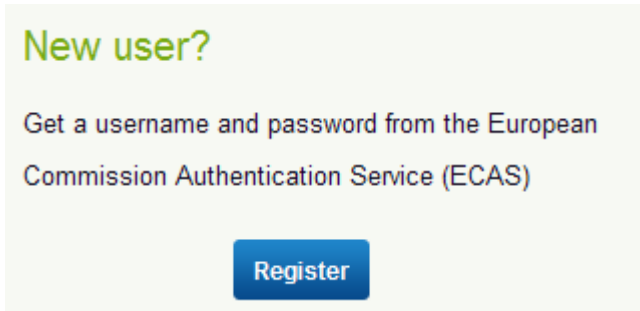 New user?
Get a username and password from the European
Commission Authentication Service (ECAS)
Register